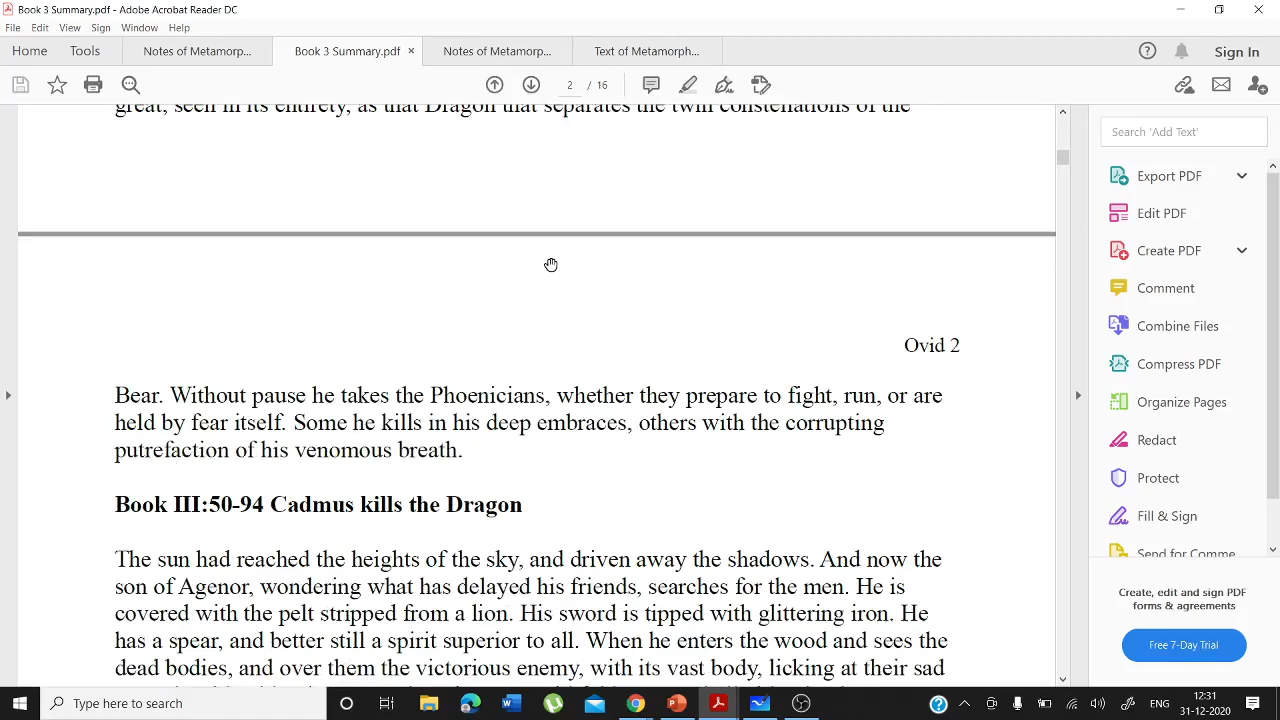 Book 3 Summary.pdf - Adobe Acrobat Reader DC
File Edit View Sign Window Help
Home Tools Notes of Metamorp... Book 3 Summary.pdf × Notes of Metamorp... Text of Metamorph... Sign In
2 / 16
great, seen in its entirety, as that Dragon that separates the twin constellations of the
Ovid 2
Bear. Without pause he takes the Phoenicians, whether they prepare to fight, run, or are
held by fear itself. Some he kills in his deep embraces, others with the corrupting
putrefaction of his venomous breath.
Book III:50-94 Cadmus kills the Dragon
The sun had reached the heights of the sky, and driven away the shadows. And now the
son of Agenor, wondering what has delayed his friends, searches for the men. He is
covered with the pelt stripped from a lion. His sword is tipped with glittering iron. He
has a spear, and better still a spirit superior to all. When he enters the wood and sees the
dead bodies, and over them the victorious enemy, with its vast body, licking at their sad
Search 'Add Text'
Export PDF
Edit PDF
Create PDF
Comment
Combine Files
Compress PDF
Organize Pages
Redact
Protect
Fill & Sign
Send for Comme
Create, edit and sign PDF
forms & agreements
Free 7-Day Trial
Type here to search
ENG
12:31
31-12-2020